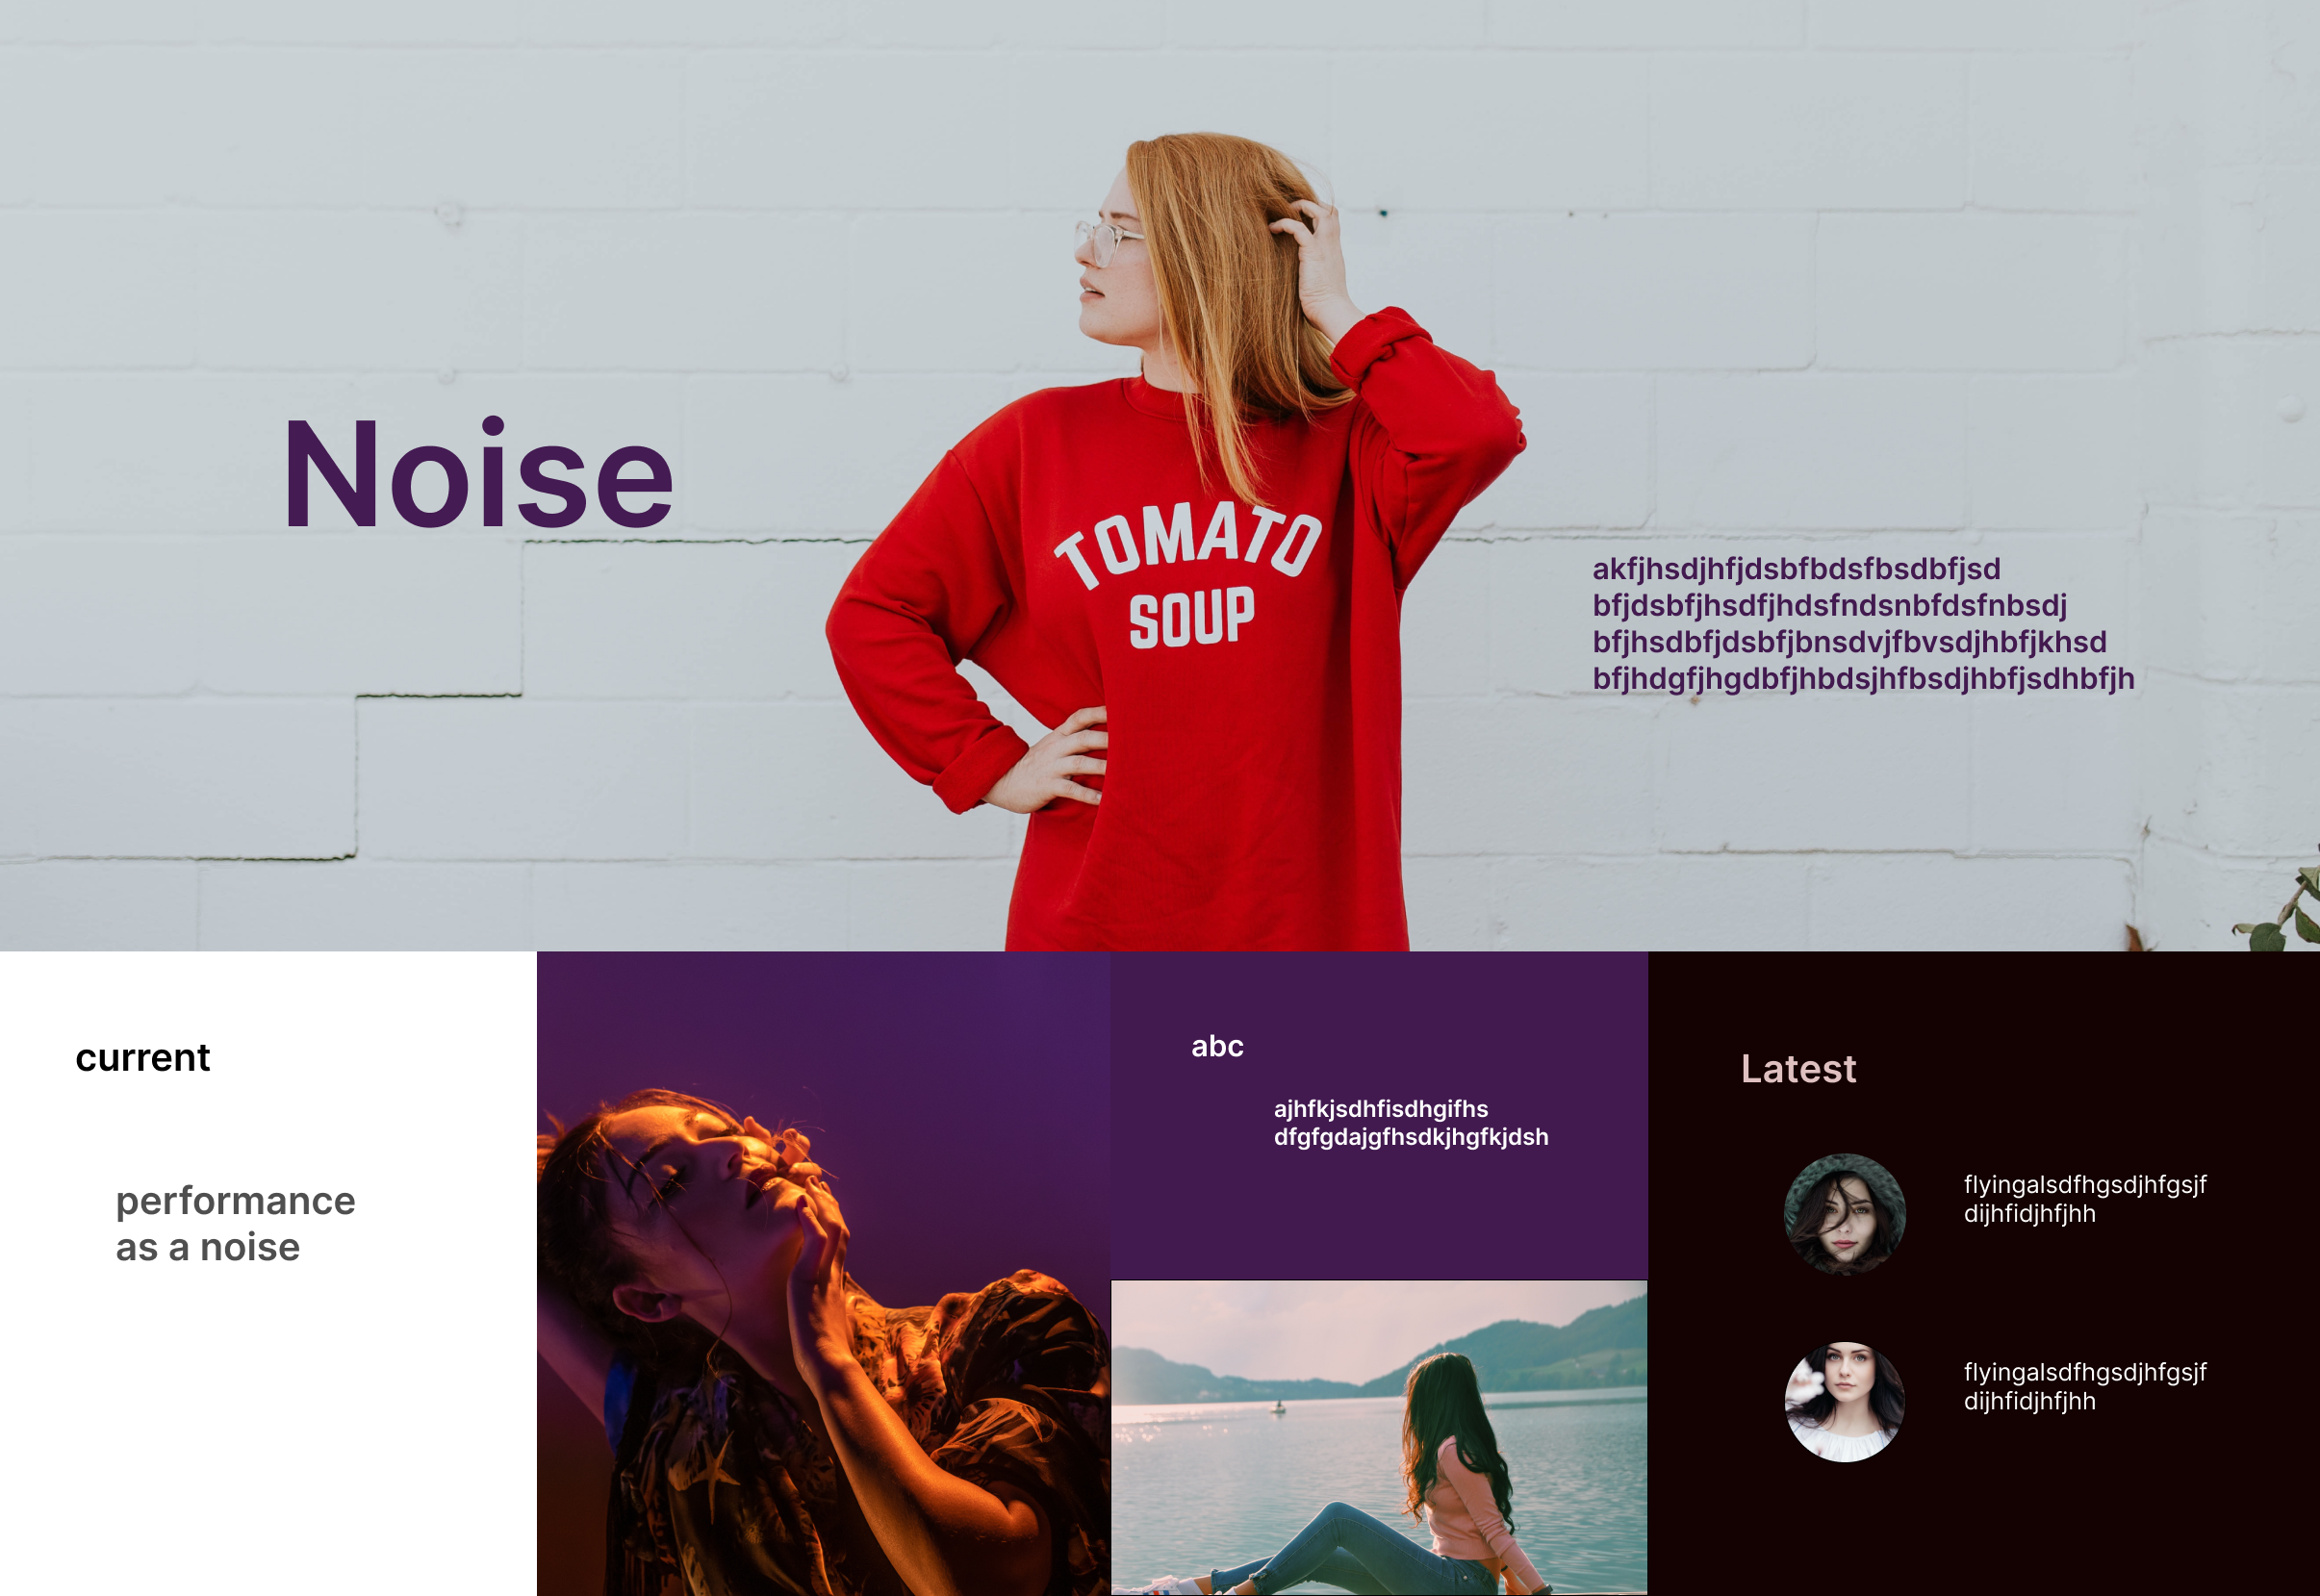 Noise
TOMATO
SOUP
akfjhsdjhfjdsbfbdsfbsdbfjsd
bfjdsbfjhsdfjhdsfndsnbfdsfnbsdj
bfjhsdbfjdsbfjbnsdvjfbvsdjhbfjkhsd
bfjhdgfjhgdbfjhbdsjhfbsdjhbfjsdhbfjh
current
performance
as a noise
abc
ajhfkjsdhfisdhgifhs
dfgfgdajgfhsdkjhgfkjdsh
Latest
flyingalsdfhgsdjhfgsjf
dijhfidjhfjhh
flyingalsdfhgsdjhfgsjf
dijhfidjhfjhh